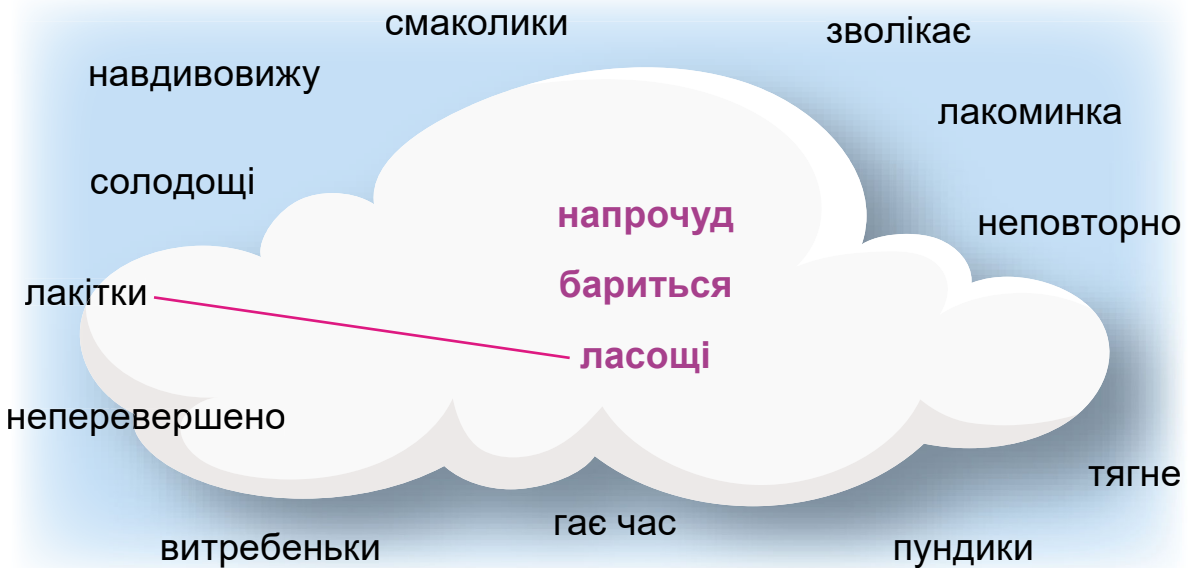 смаколики
зволікає
навдивовижу
лакоминка
солодощі
напрочуд
неповторно
бариться
лакітки
ласощі
неперевершено
тягне
гає час
витребеньки
пундики